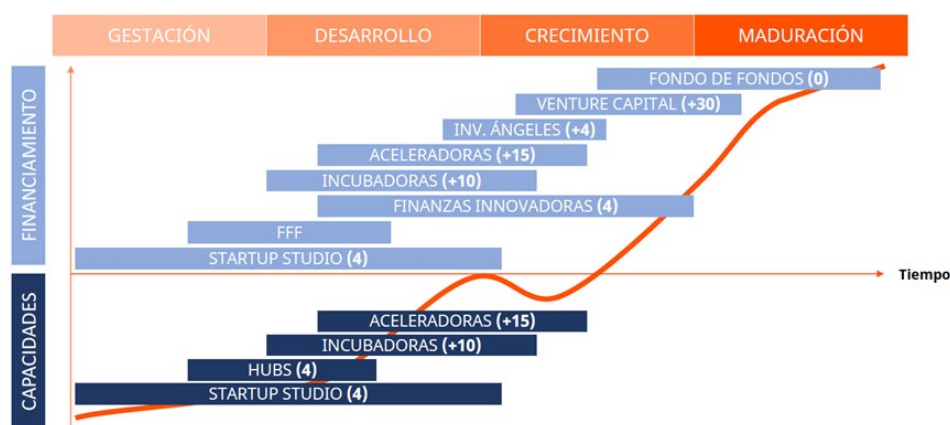 GESTACIÓN
DESARROLLO
CRECIMIENTO
MADURACIÓN
FINANCIAMIENTO
FONDO DE FONDOS (0)
VENTURE CAPITAL (+30)
INV. ÁNGELES (+4)
ACELERADORAS (+15)
INCUBADORAS (+10)
FINANZAS INNOVADORAS (4)
FFF
STARTUP STUDIO (4)
Tiempo
CAPACIDADES
ACELERADORAS (+15)
INCUBADORAS (+10)
HUBS (4)
STARTUP STUDIO (4)